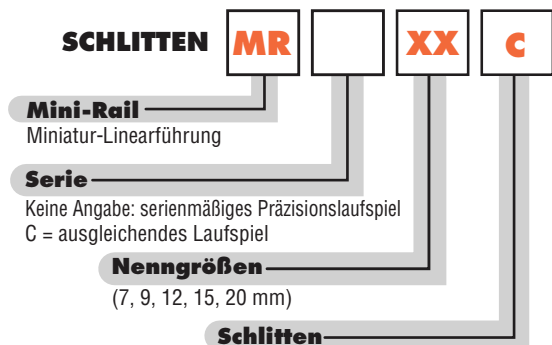 SCHLITTEN MR XX C
Mini-Rail
Miniatur-Linearführung
Serie
Keine Angabe: serienmäßiges Präzisionslaufspiel
C = ausgleichendes Laufspiel
Nenngrößen
(7, 9, 12, 15, 20 mm)
Schlitten